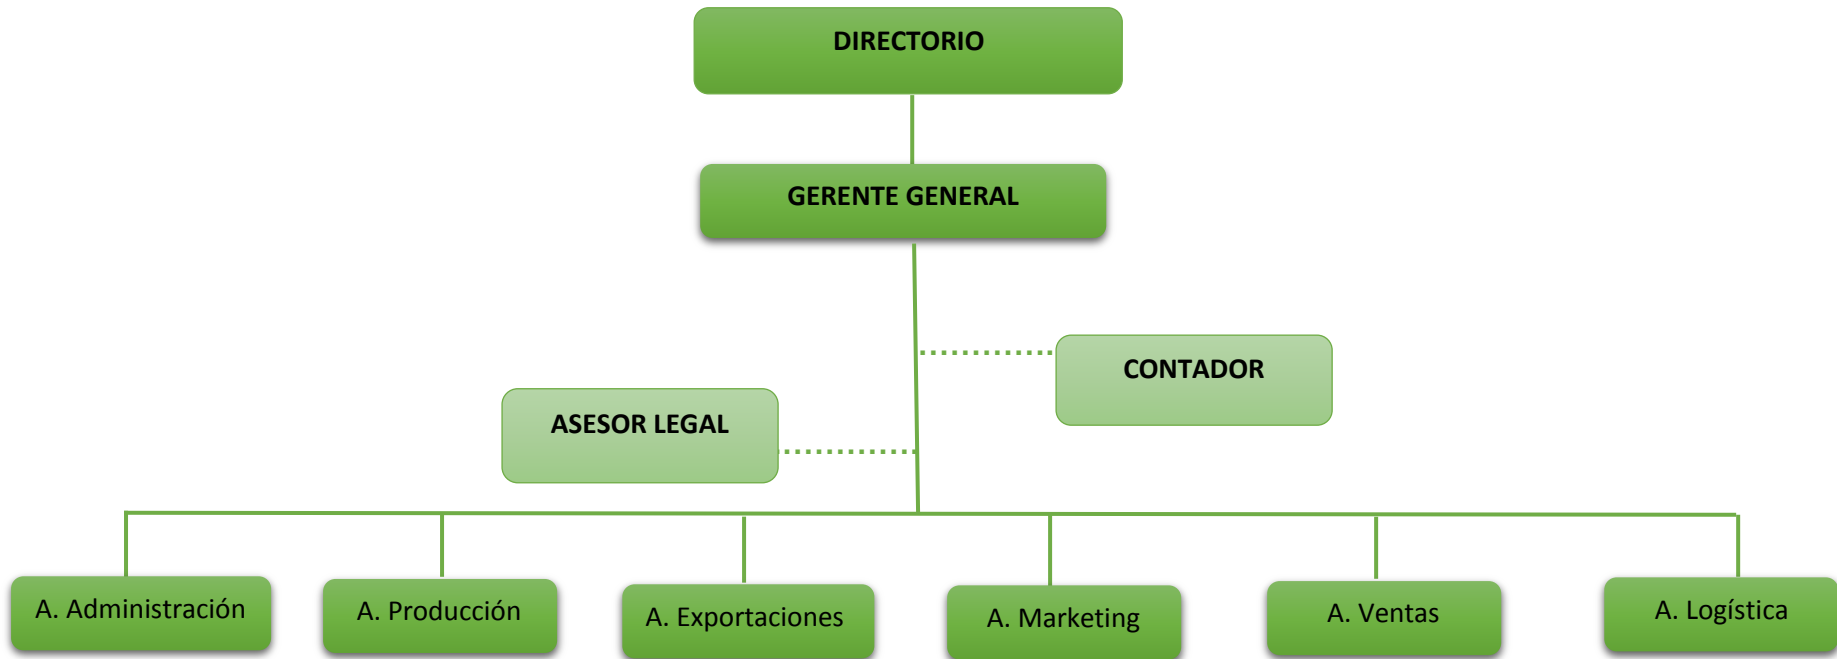 DIRECTORIO
GERENTE GENERAL
CONTADOR
ASESOR LEGAL
A. Administración
A. Producción
A. Exportaciones
A. Marketing
A. Ventas
A. Logística